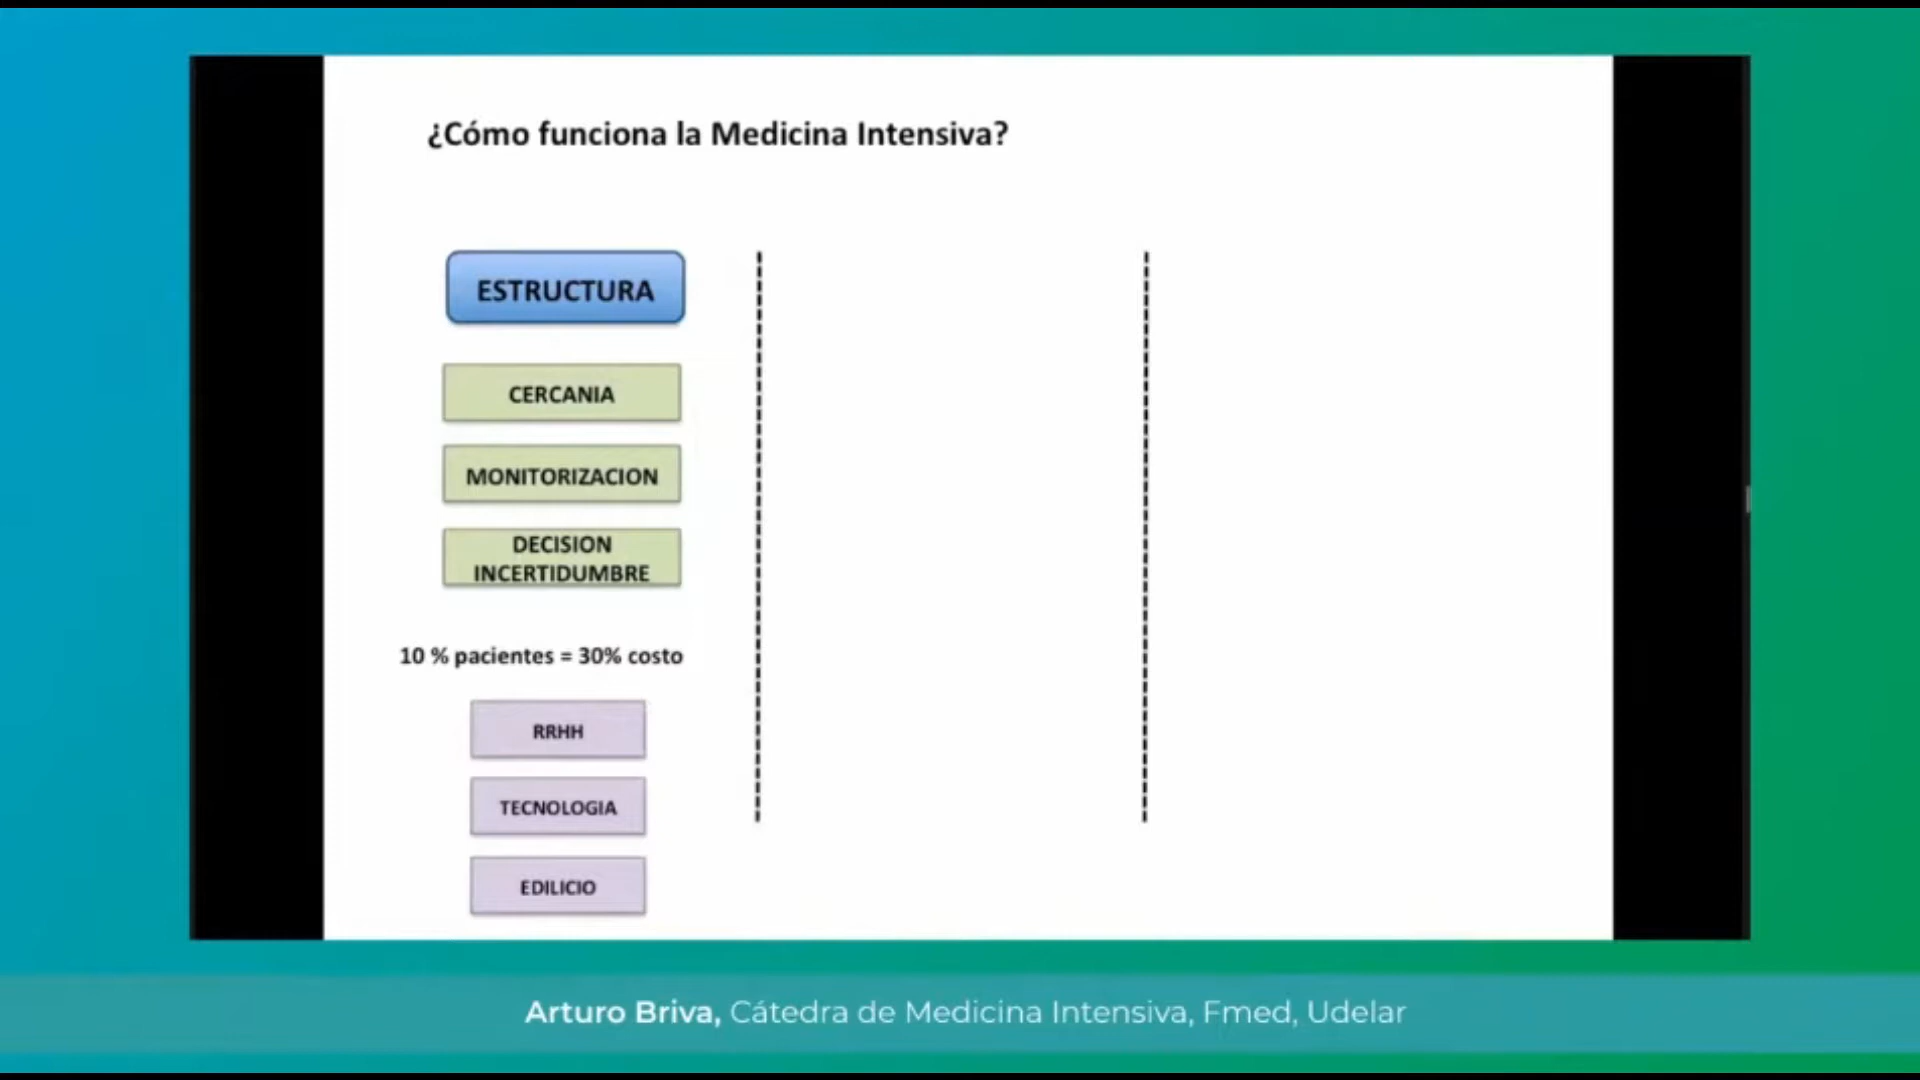 ¿Cómo funciona la Medicina Intensiva?
ESTRUCTURA
CERCANIA
MONITORIZACION
DECISION
INCERTIDUMBRE
10 % pacientes = 30% costo
RRHH
TECNOLOGIA
EDILICIO
Arturo Briva, Cátedra de Medicina Intensiva, Fmed, Udelar